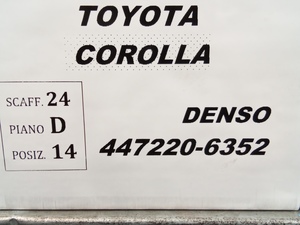 TOYOTA
COROLLA
SCAFF. 24
PIANO D
POSIZ. 14
DENSO
447220-6352